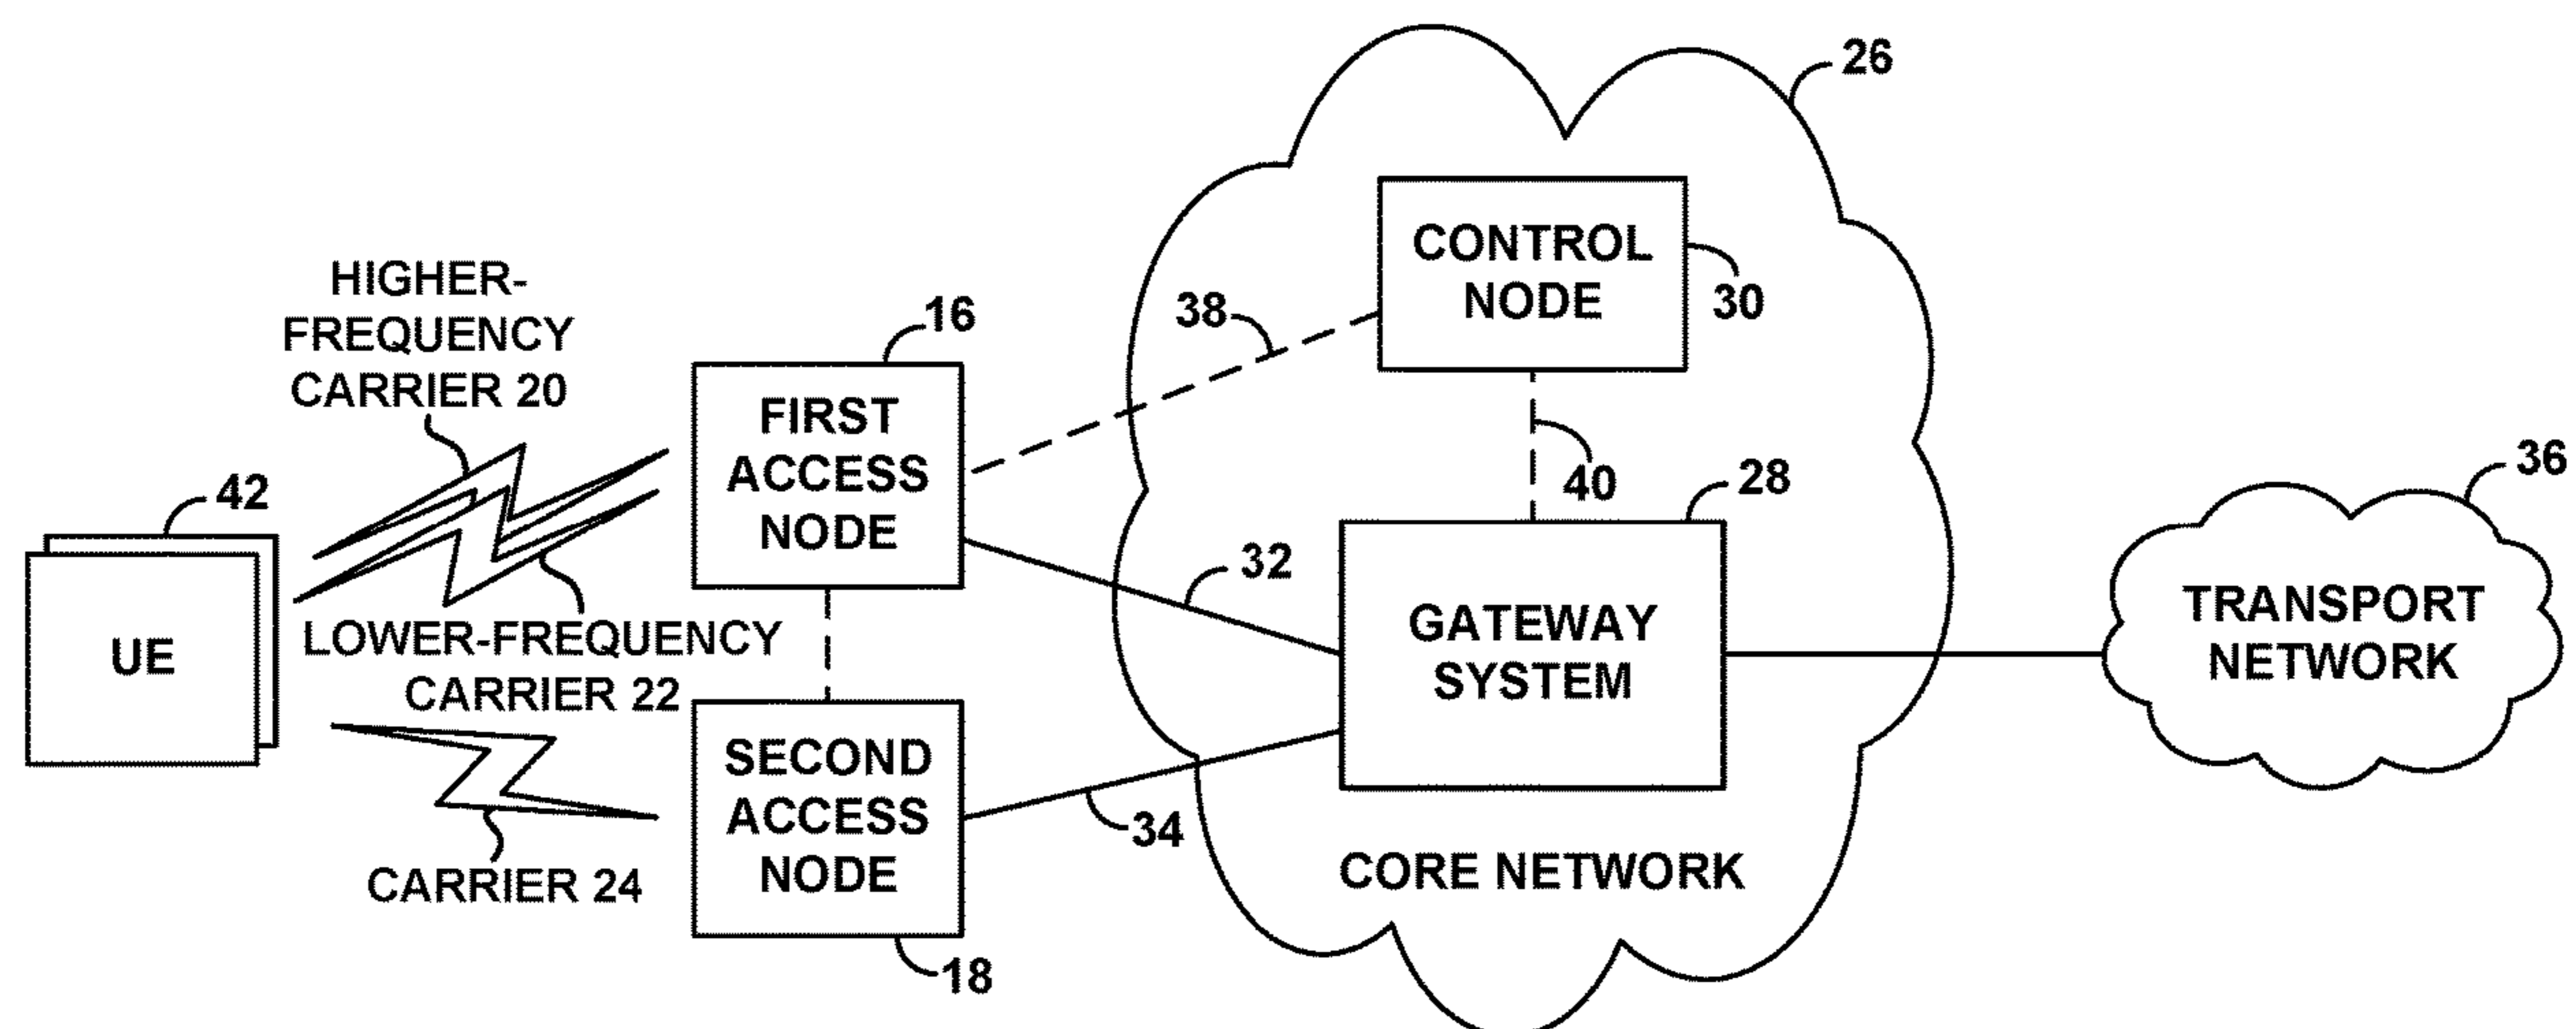 26
CONTROL
NODE
30
HIGHER-
FREQUENCY
CARRIER 20
16
38
FIRST
ACCESS
NODE
40
28
36
42
32
UE
LOWER-FREQUENCY
CARRIER 22
GATEWAY
SYSTEM
TRANSPORT
NETWORK
SECOND
ACCESS
NODE
34
CARRIER 24
CORE NETWORK
18